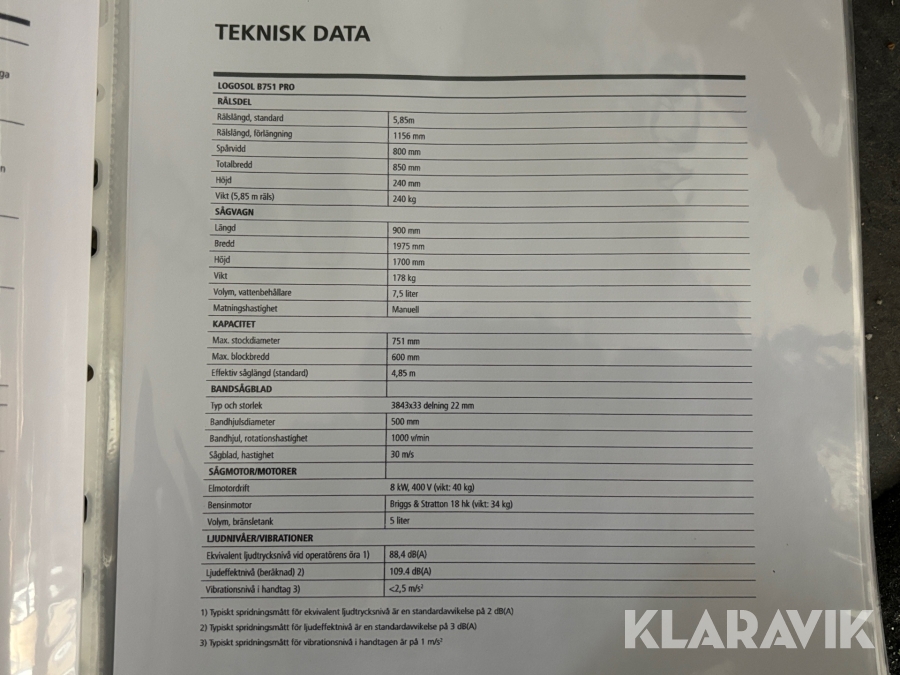 ga
n
TEKNISK DATA
LOGOSOL B751 PRO
RÄLSDEL
Rälslängd, standard 5,85m
Rälslängd, förlängning 1156 mm
Spårvidd 800 mm
Totalbredd 850 mm
Höjd 240 mm
Vikt (5,85 m räls) 240 kg
SÅGVAGN
Längd 900 mm
Bredd 1975 mm
Höjd 1700 mm
Vikt 178 kg
Volym, vattenbehållare 7,5 liter
Matningshastighet Manuell
KAPACITET
Max. stockdiameter 751 mm
Max. blockbredd 600 mm
Effektiv såglängd (standard) 4,85 m
BANDSÅGBLAD
Typ och storlek 3843x33 delning 22 mm
Bandhjulsdiameter 500 mm
Bandhjul, rotationshastighet 1000 v/min
Sågblad, hastighet 30 m/s
SÅGMOTOR/MOTORER
Elmotordrift 8 kW, 400 V (vikt: 40 kg)
Bensinmotor Briggs & Stratton 18 hk (vikt: 34 kg)
Volym, bränsletank 5 liter
LJUDNIVÅER/VIBRATIONER
Ekvivalent ljudtrycksnivå vid operatörens öra 1) 88,4 dB(A)
Ljudeffektnivå (beräknad) 2) 109.4 dB(A)
Vibrationsnivå i handtag 3) <2,5 m/s²
1) Typiskt spridningsmått för ekvivalent ljudtrycksnivå är en standardavvikelse på 2 dB(A)
2) Typiskt spridningsmått för ljudeffektnivå är en standardavvikelse på 3 dB(A)
3) Typiskt spridningsmått för vibrationsnivå i handtagen är på 1 m/s²
KLARAVIK